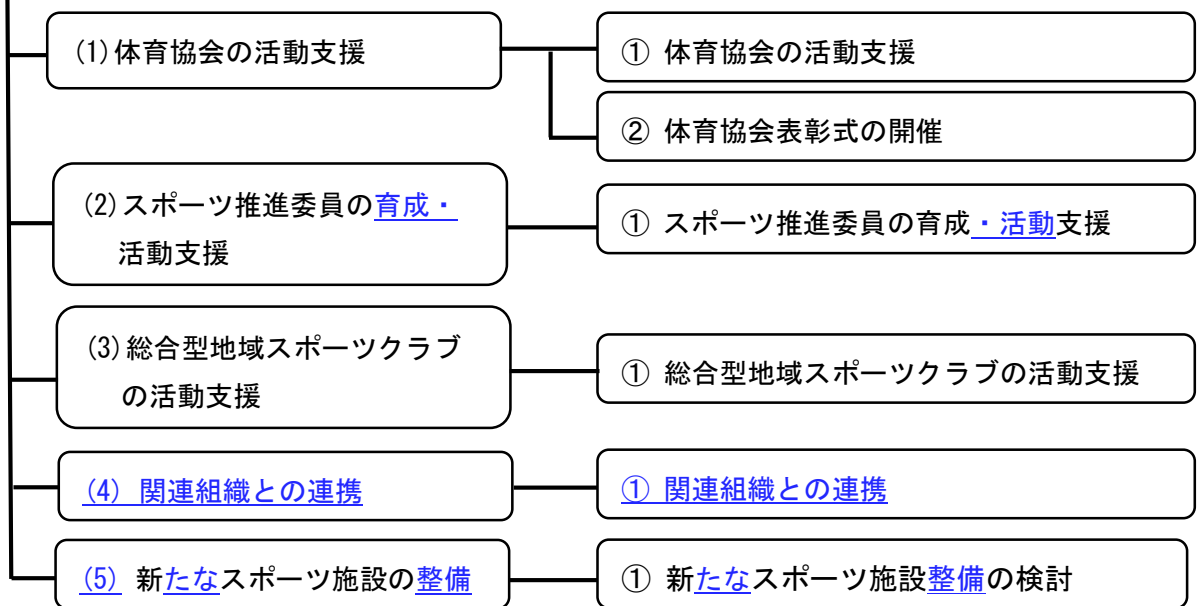 (1)体育協会の活動支援
① 体育協会の活動支援
② 体育協会表彰式の開催
(2)スポーツ推進委員の育成・
活動支援
① スポーツ推進委員の育成・活動支援
(3)総合型地域スポーツクラブ
の活動支援
① 総合型地域スポーツクラブの活動支援
(4) 関連組織との連携
① 関連組織との連携
(5) 新たなスポーツ施設の整備
① 新たなスポーツ施設整備の検討